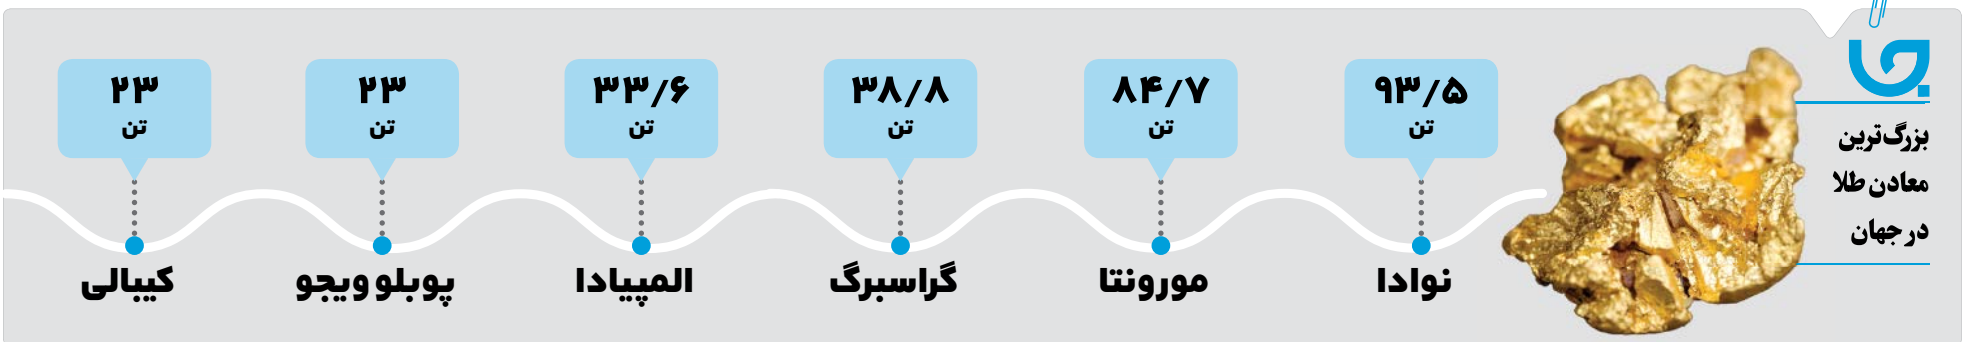 بزرگ‌ترین
معادن طلا
در جهان
۹۳/۵
تن
نوادا
۸۴/۷
تن
مورونتا
۳۸/۸
تن
گراسبرگ
۳۳/۶
تن
المپیادا
۲۳
تن
پوبلو ویجو
۲۳
تن
کیبالی